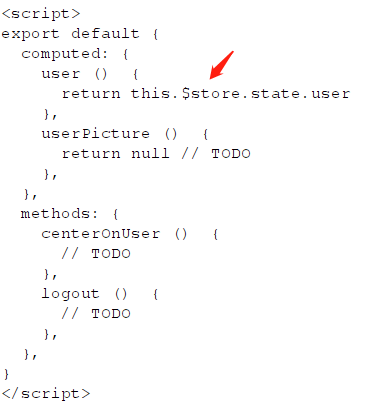 <script>
export default {
  computed: {
    user ()  {
      return this.$store.state.user
    },
    userPicture ()  {
      return null // TODO
    },
  },
  methods: {
    centerOnUser ()  {
      // TODO
    },
    logout ()  {
      // TODO
    },
  },
}
</script>